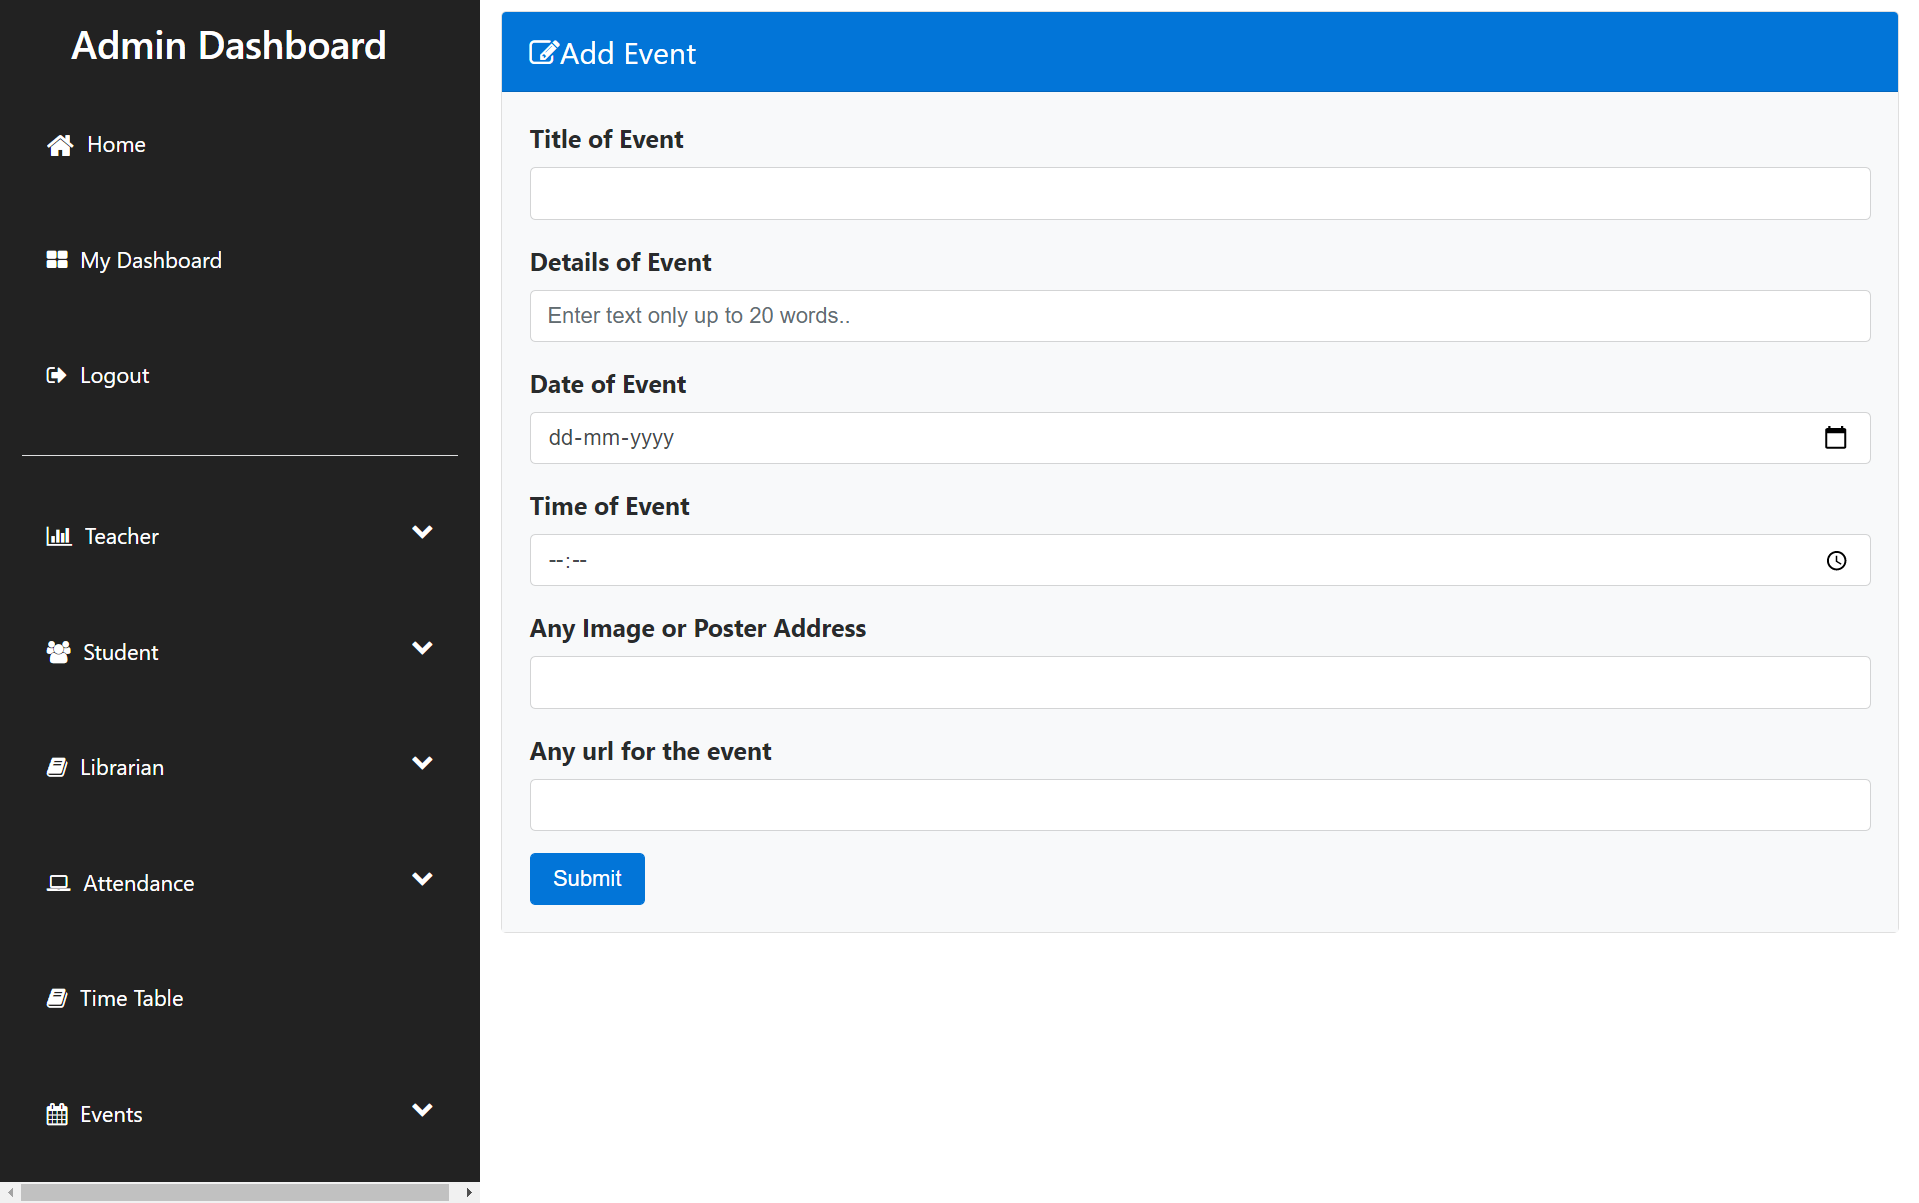 Admin Dashboard
Home
My Dashboard
Logout
Teacher
Student
Librarian
Attendance
Time Table
Events
Add Event
Title of Event
Details of Event
Enter text only up to 20 words..
Date of Event
dd-mm-yyyy
Time of Event
--:--
Any Image or Poster Address
Any url for the event
Submit